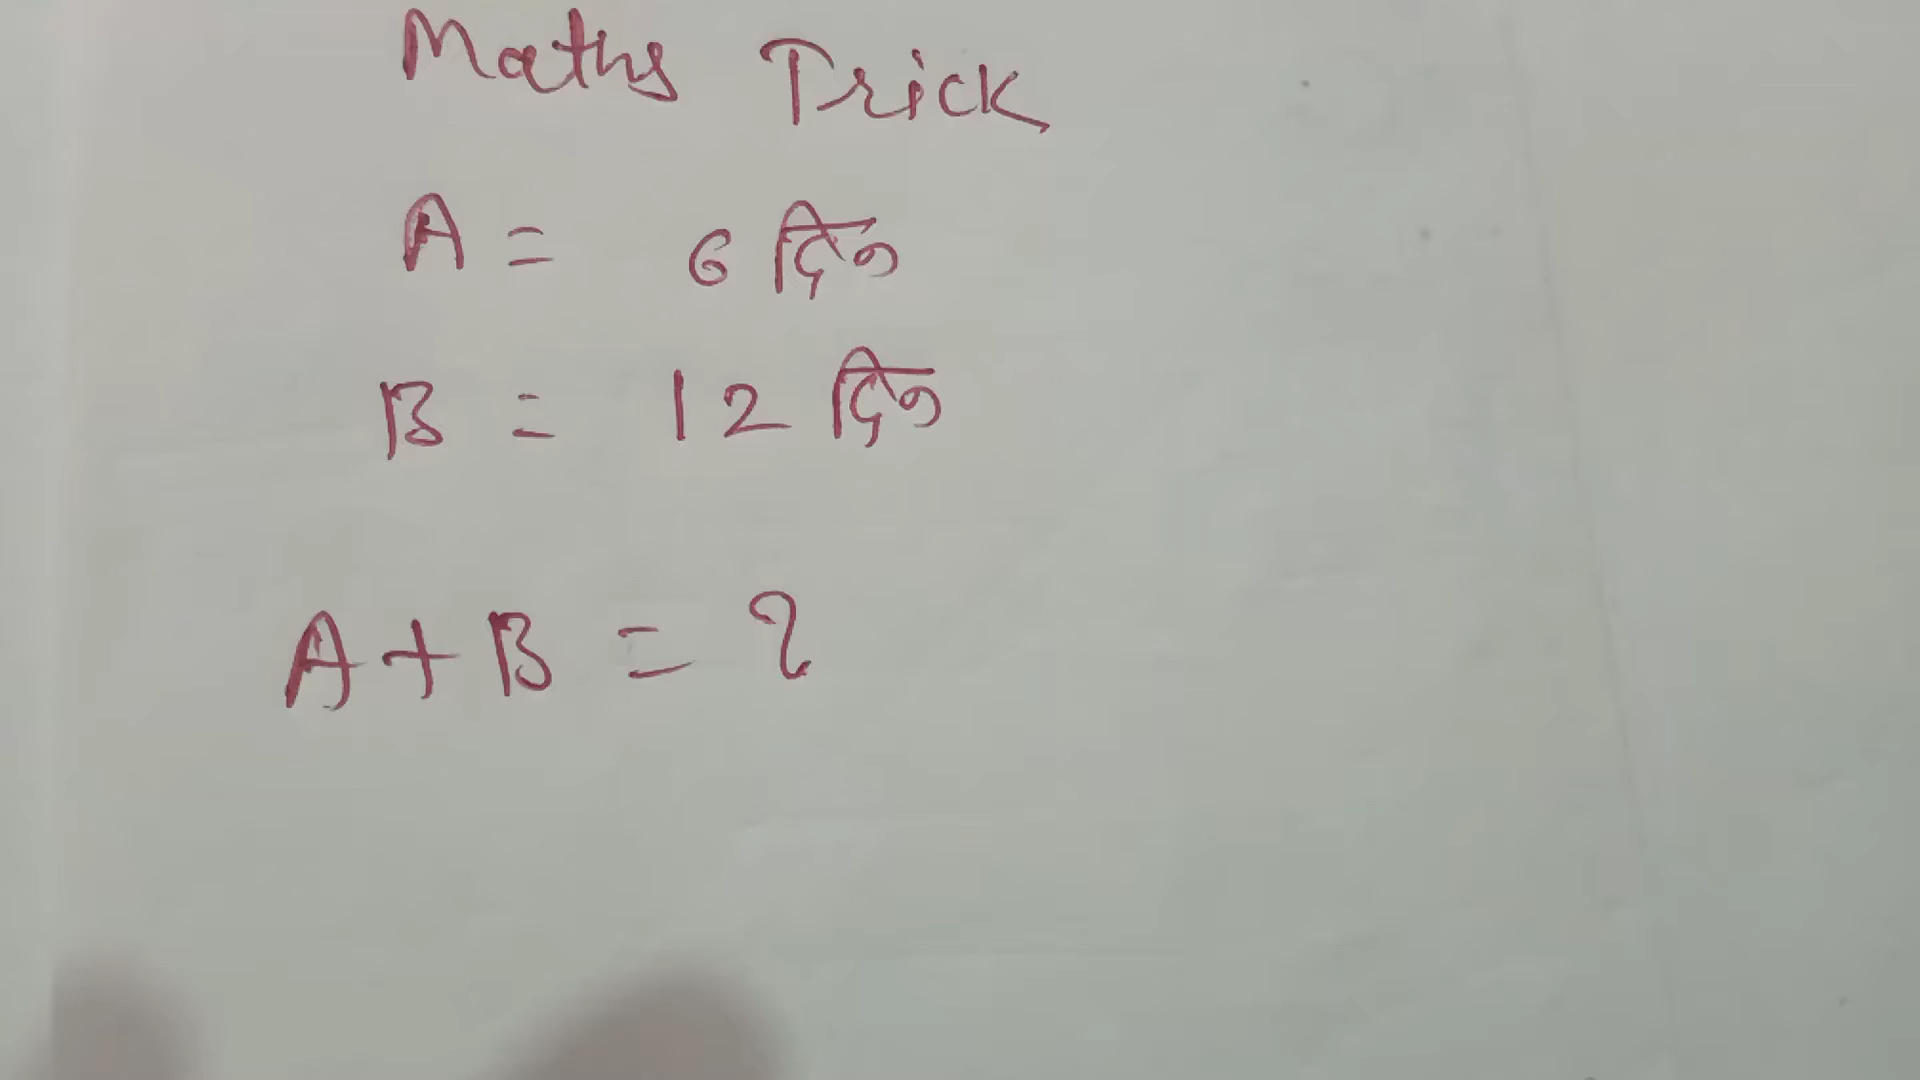 Maths Trick
A = 6 दिन
B = 12 दिन
A + B = ?